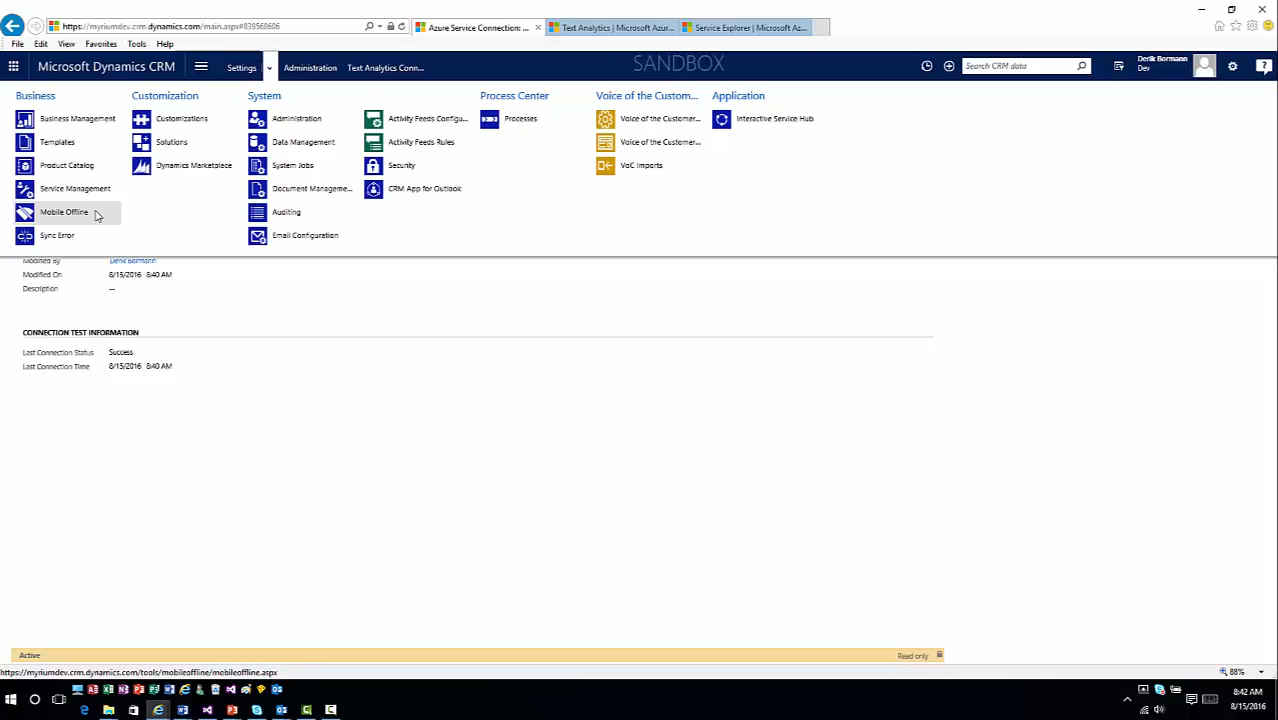 https://myriumdev.crm.dynamics.com/main.aspx#839568606
Azure Service Connection: ...
Text Analytics | Microsoft Azur...
Service Explorer | Microsoft Az...
File Edit View Favorites Tools Help
Microsoft Dynamics CRM
Settings
Administration
Text Analytics Conn...
SANDBOX
Search CRM data
Derik Bormann
Dev
Business
Business Management
Templates
Product Catalog
Service Management
Mobile Offline
Sync Error
Customization
Customizations
Solutions
Dynamics Marketplace
System
Administration
Data Management
System Jobs
Document Manageme...
Auditing
Email Configuration
Activity Feeds Configu...
Activity Feeds Rules
Security
CRM App for Outlook
Process Center
Processes
Voice of the Custom...
Voice of the Customer...
Voice of the Customer...
VoC Imports
Application
Interactive Service Hub
Modified By Derik Bormann
Modified On 8/15/2016 8:40 AM
Description --
CONNECTION TEST INFORMATION
Last Connection Status Success
Last Connection Time 8/15/2016 8:40 AM
Active
Read only
https://myriumdev.crm.dynamics.com/tools/mobileoffline/mobileoffline.aspx
88%
8:42 AM
8/15/2016